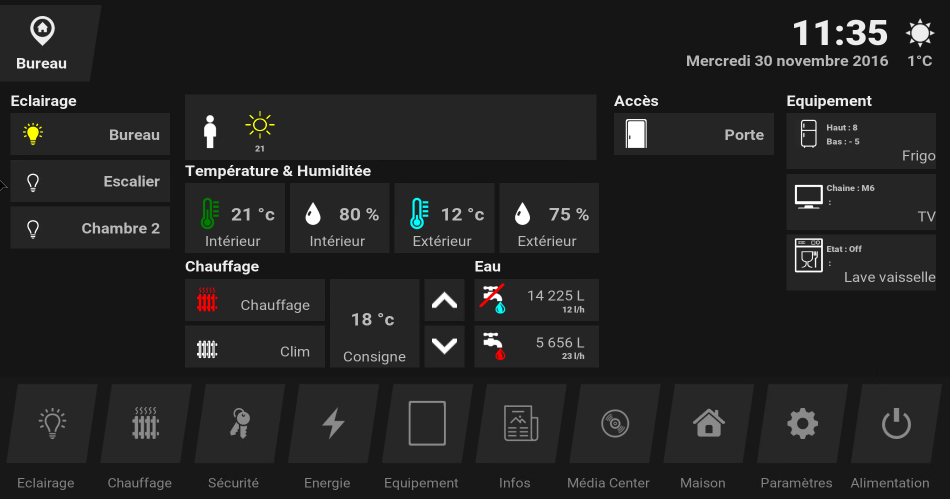 Bureau
11:35
Mercredi 30 novembre 2016
1°C
Eclairage
Bureau
Escalier
Chambre 2
21
Température & Humiditée
21 °c
Intérieur
80 %
Intérieur
12 °c
Extérieur
75 %
Extérieur
Chauffage
Chauffage
Clim
18 °c
Consigne
Eau
14 225 L
12 l/h
5 656 L
23 l/h
Accès
Porte
Equipement
Haut : 8
Bas : - 5
Frigo
Chaine : M6
:
TV
Etat : Off
:
Lave vaisselle
Eclairage
Chauffage
Sécurité
Energie
Equipement
Infos
Média Center
Maison
Paramètres
Alimentation